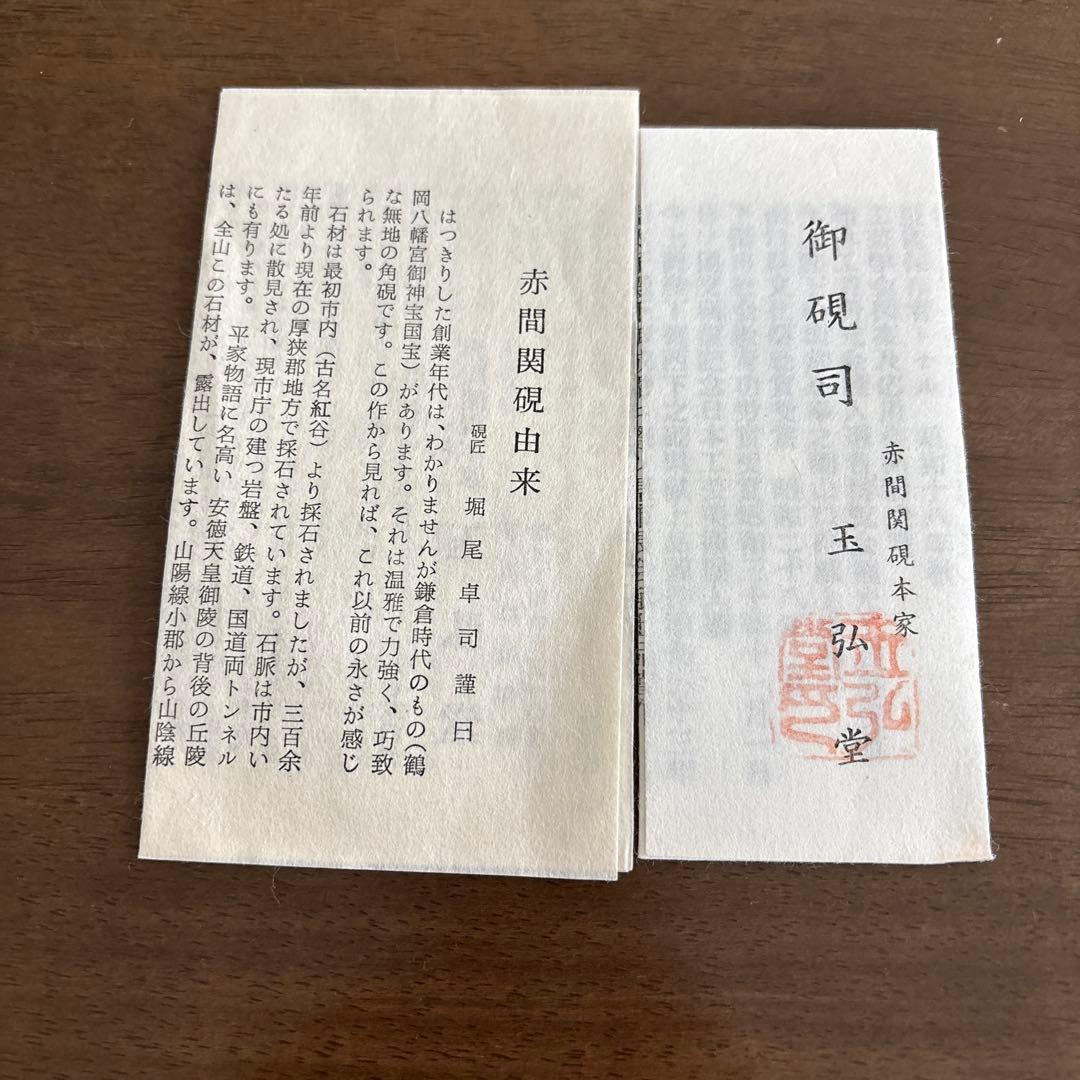 赤間関硯本家
御硯司 玉弘堂
玉弘堂印
赤間関硯由来
硯匠 堀尾卓司謹曰
はつきりした創業年代は、わかりませんが鎌倉時代のもの(鶴
岡八幡宮御神宝国宝)があります。それは温雅で力強く、巧致
な無地の角硯です。この作から見れば、これ以前の永さが感じ
られます。
石材は最初市内(古名紅谷)より採石されましたが、三百余
年前より現在の厚狭郡地方で採石されています。石脈は市内い
たる処に散見され、現市庁の建つ岩盤、鉄道、国道両トンネル
にも有ります。 平家物語に名高い 安徳天皇御陵の背後の丘陵
は、全山この石材が、露出しています。山陽線小郡から山陰線